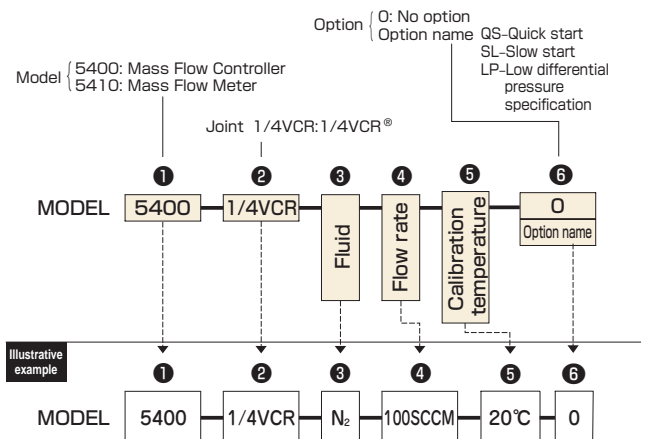 Option { 0: No option
Option name QS-Quick start
SL-Slow start
LP-Low differential
pressure
specification
Model { 5400: Mass Flow Controller
5410: Mass Flow Meter
Joint 1/4VCR:1/4VCR®
❶ ❷ ❸ ❹ ❺ ❻
MODEL 5400 1/4VCR Fluid Flow rate Calibration temperature 0
Option name
Illustrative
example
❶ ❷ ❸ ❹ ❺ ❻
MODEL 5400 1/4VCR N₂ 100SCCM 20℃ 0